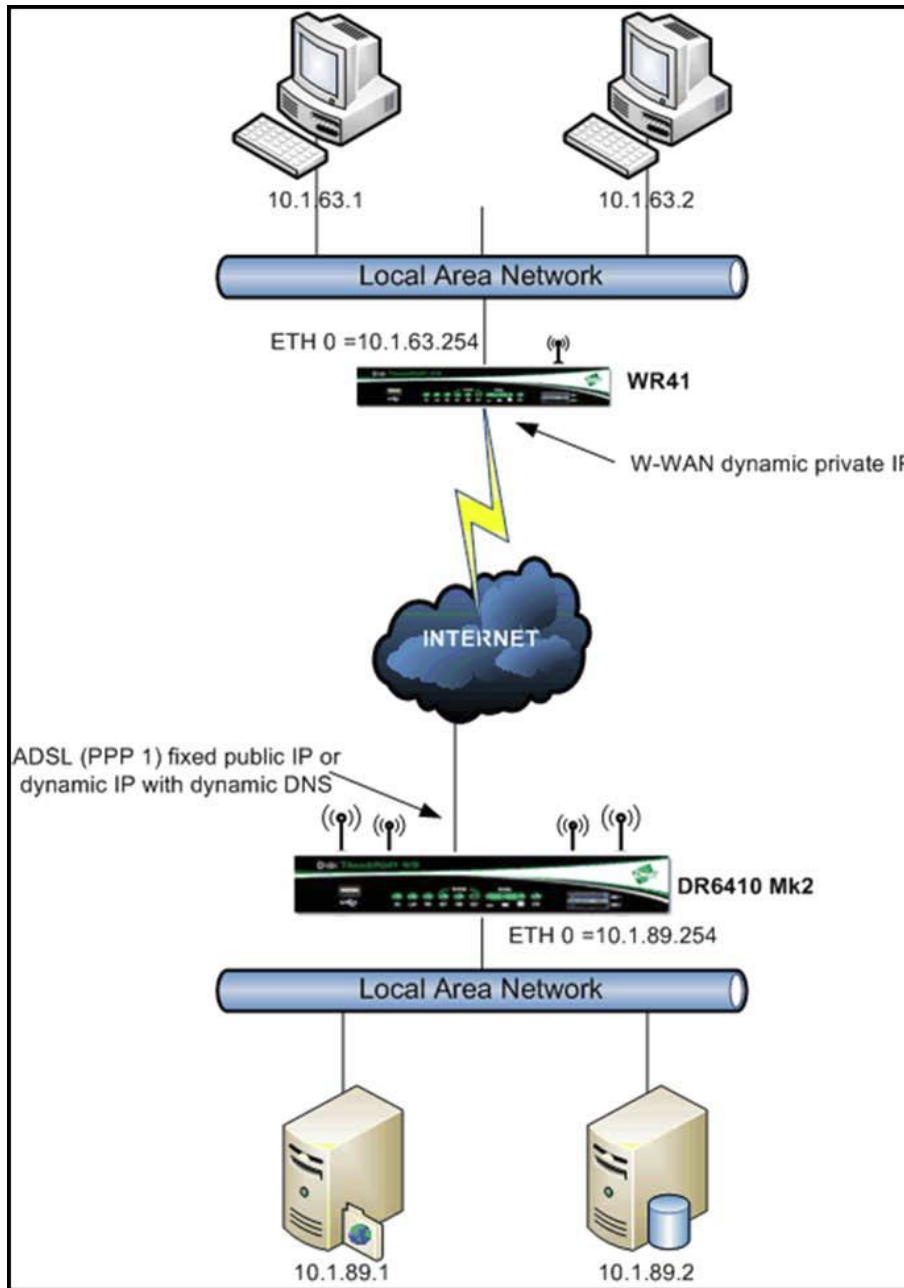 10.1.63.1
10.1.63.2
Local Area Network
ETH 0 =10.1.63.254
WR41
W-WAN dynamic private IP
INTERNET
ADSL (PPP 1) fixed public IP or
dynamic IP with dynamic DNS
DR6410 Mk2
ETH 0 =10.1.89.254
Local Area Network
10.1.89.1
10.1.89.2